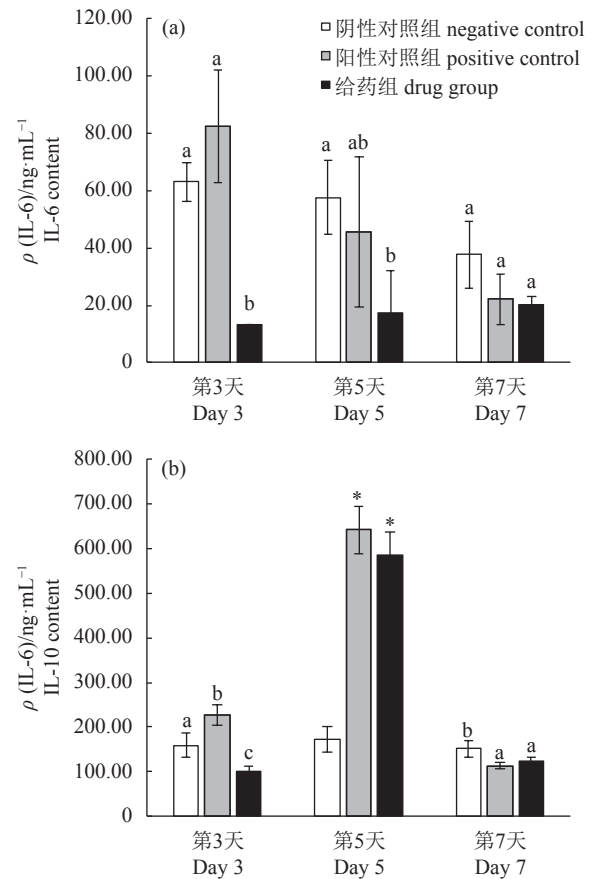 (a)
阴性对照组 negative control
阳性对照组 positive control
给药组 drug group
ρ (IL-6)/ng·mL⁻¹
IL-6 content
120.00
100.00
80.00
60.00
40.00
20.00
0
a
a
b
a
ab
b
a
a
a
第3天
第5天
第7天
Day 3
Day 5
Day 7
(b)
ρ (IL-6)/ng·mL⁻¹
IL-10 content
800.00
700.00
600.00
500.00
400.00
300.00
200.00
100.00
0
a
b
c
*
*
b
a
a
第3天
第5天
第7天
Day 3
Day 5
Day 7